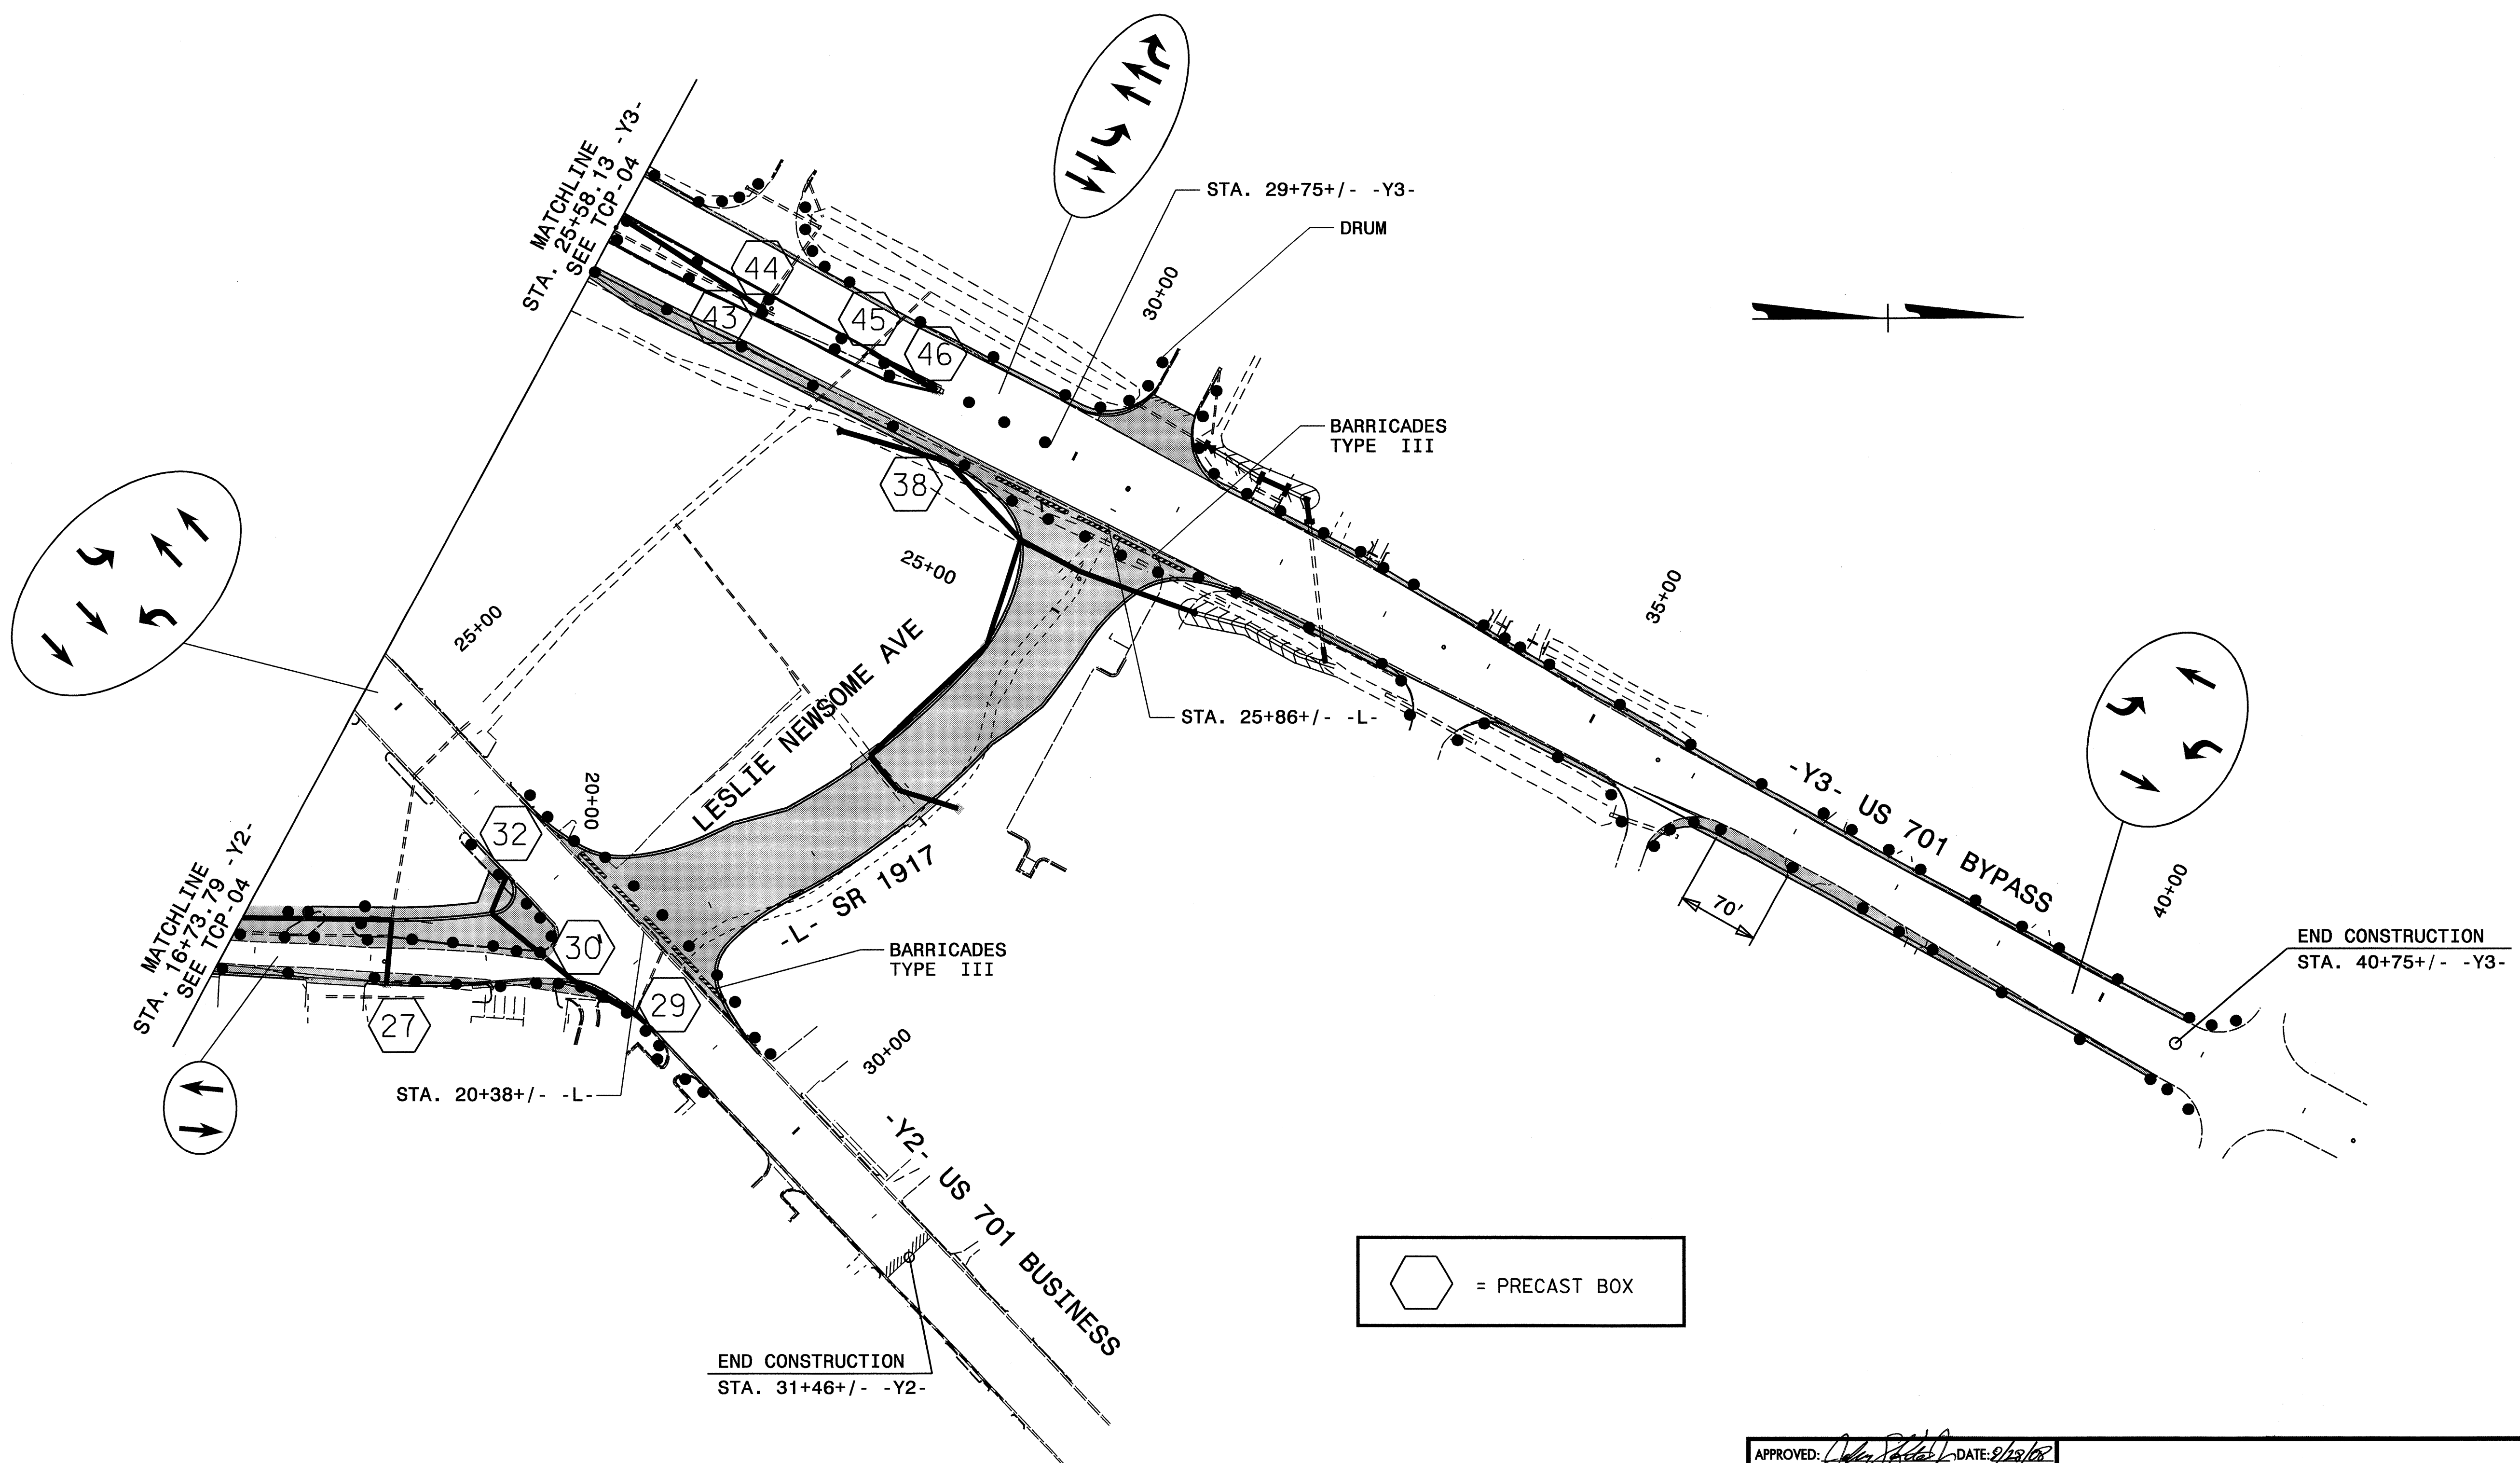 MATCHLINE
STA. 25+58.13 -Y3-
SEE TCP-04
STA. 29+75+/- -Y3-
DRUM
30+00
44
43
45
46
BARRICADES
TYPE III
38
25+00
25+00
35+00
LESLIE NEWSOME AVE
STA. 25+86+/- -L-
20+00
32
-Y3- US 701 BYPASS
70'
40+00
MATCHLINE
STA. 16+73.79 -Y2-
SEE TCP-04
-L- SR 1917
30
BARRICADES
TYPE III
END CONSTRUCTION
STA. 40+75+/- -Y3-
29
27
30+00
STA. 20+38+/- -L-
-Y2- US 701 BUSINESS
= PRECAST BOX
END CONSTRUCTION
STA. 31+46+/- -Y2-
APPROVED:
DATE: